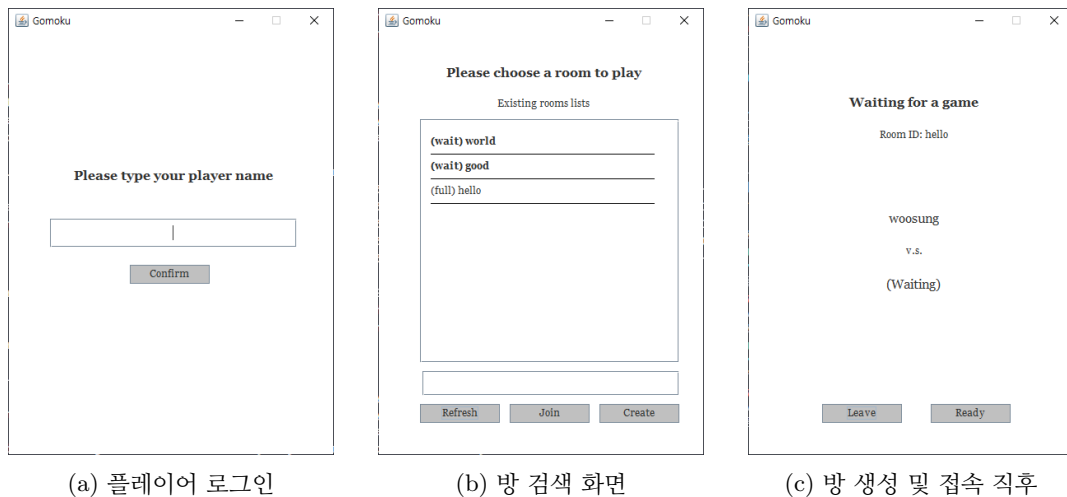 Gomoku
Please type your player name
Confirm
(a) 플레이어 로그인
Gomoku
Please choose a room to play
Existing rooms lists
(wait) world
(wait) good
(full) hello
Refresh
Join
Create
(b) 방 검색 화면
Gomoku
Waiting for a game
Room ID: hello
woosung
v.s.
(Waiting)
Leave
Ready
(c) 방 생성 및 접속 직후